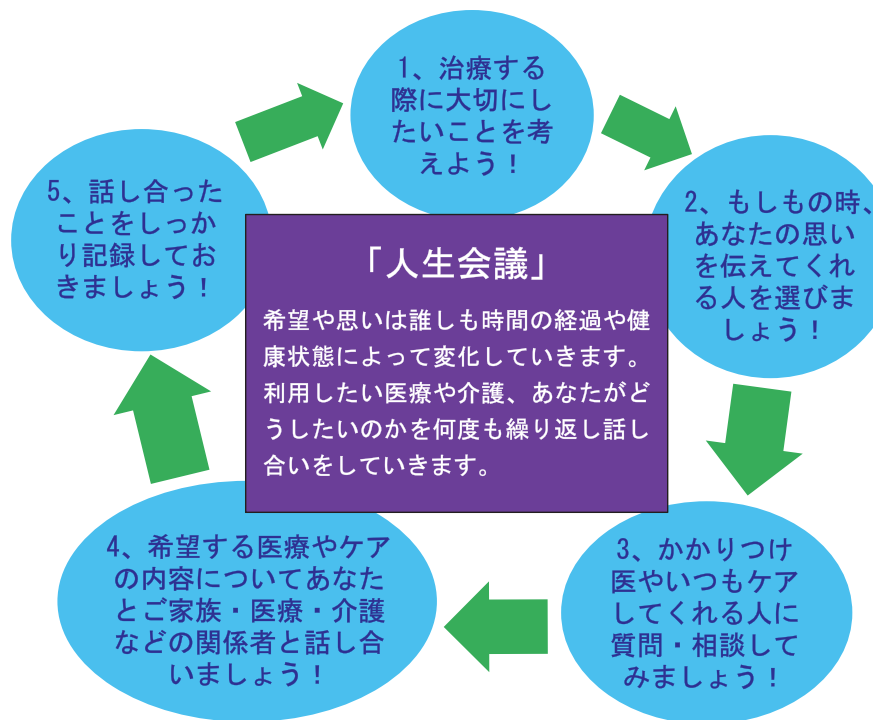 1、治療する
際に大切にし
たいことを考
えよう！
2、もしもの時、
あなたの思い
を伝えてくれ
る人を選びま
しょう！
3、かかりつけ
医やいつもケア
してくれる人に
質問・相談して
みましょう！
4、希望する医療やケア
の内容についてあなた
とご家族・医療・介護
などの関係者と話し合
いましょう！
5、話し合った
ことをしっか
り記録してお
きましょう！
「人生会議」
希望や思いは誰しも時間の経過や健
康状態によって変化していきます。
利用したい医療や介護、あなたがど
うしたいのかを何度も繰り返し話し
合いをしていきます。